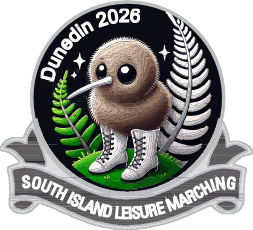 Dunedin 2026
SOUTH ISLAND LEISURE MARCHING